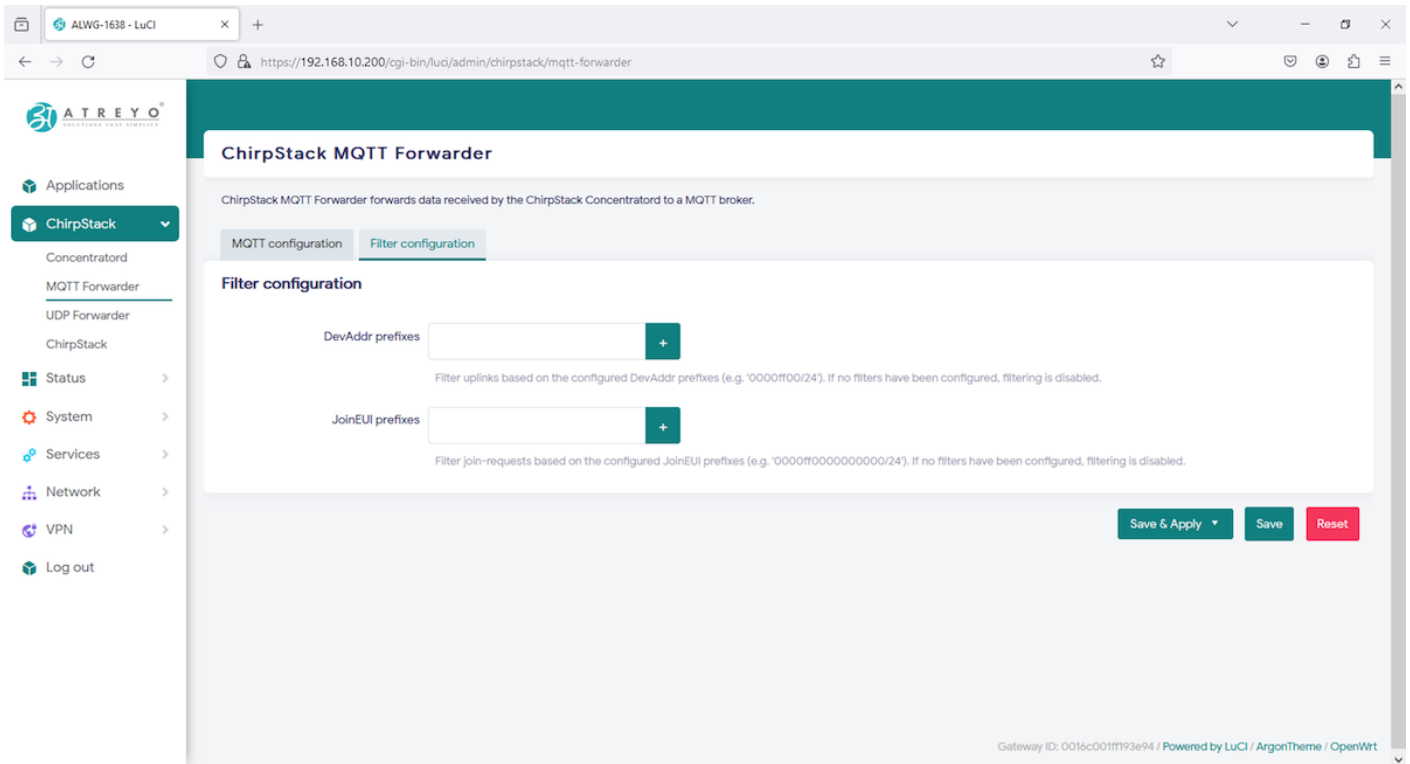 ALWG-1638 - LuCI
https://192.168.10.200/cgi-bin/luci/admin/chirpstack/mqtt-forwarder
ATREYO
SOLUTIONS THAT SIMPLIFY
Applications
ChirpStack
Concentratord
MQTT Forwarder
UDP Forwarder
ChirpStack
Status
System
Services
Network
VPN
Log out
ChirpStack MQTT Forwarder
ChirpStack MQTT Forwarder forwards data received by the ChirpStack Concentratord to a MQTT broker.
MQTT configuration Filter configuration
Filter configuration
DevAddr prefixes +
Filter uplinks based on the configured DevAddr prefixes (e.g. '0000ff00/24'). If no filters have been configured, filtering is disabled.
JoinEUI prefixes +
Filter join-requests based on the configured JoinEUI prefixes (e.g. '0000ff0000000000/24'). If no filters have been configured, filtering is disabled.
Save & Apply Save Reset
Gateway ID: 0016c001ff193e94 / Powered by LuCI / ArgonTheme / OpenWrt